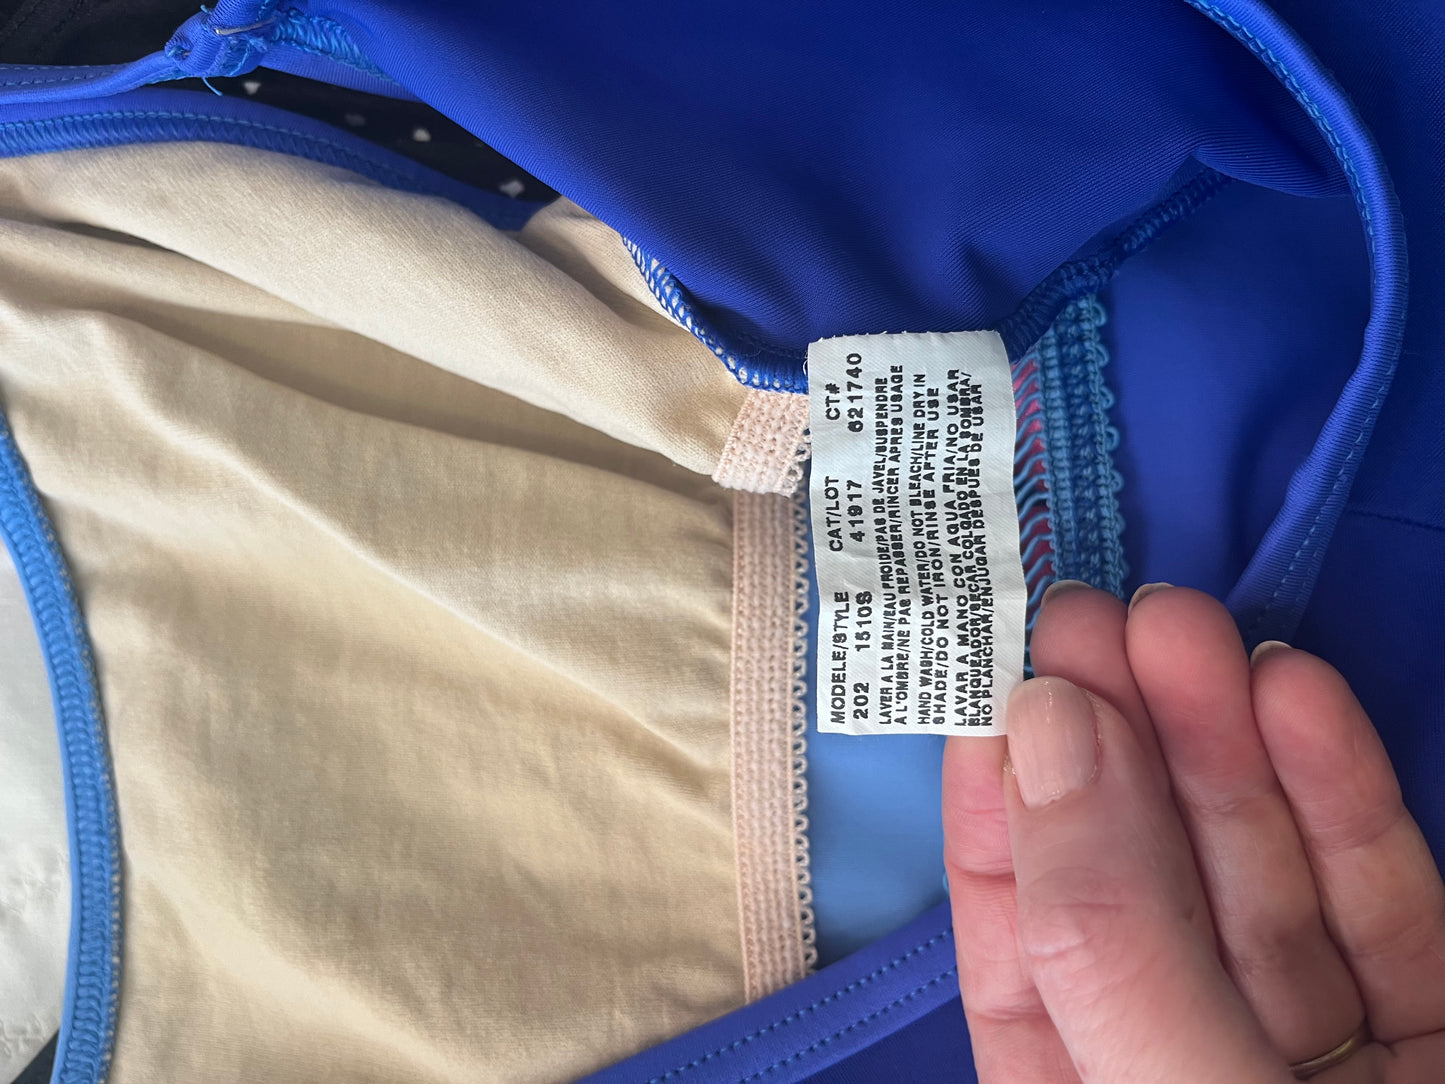 MODELE/STYLE CAT/LOT CT#
202 1510S 41917 621740
LAVER A LA MAIN/EAU FROIDE/PAS DE JAVEL/SUSPENDRE
A L'OMBRE/NE PAS REPASSER/RINCER APRES USAGE
HAND WASH/COLD WATER/DO NOT BLEACH/LINE DRY IN
SHADE/DO NOT IRON/RINSE AFTER USE
LAVAR A MANO CON AQUA FRIA/NO USAR
BLANQUEADOR/SECAR COLGADO EN LA SOMBRA/
NO PLANCHAR/ENJUGAR DESPUES DE USAR